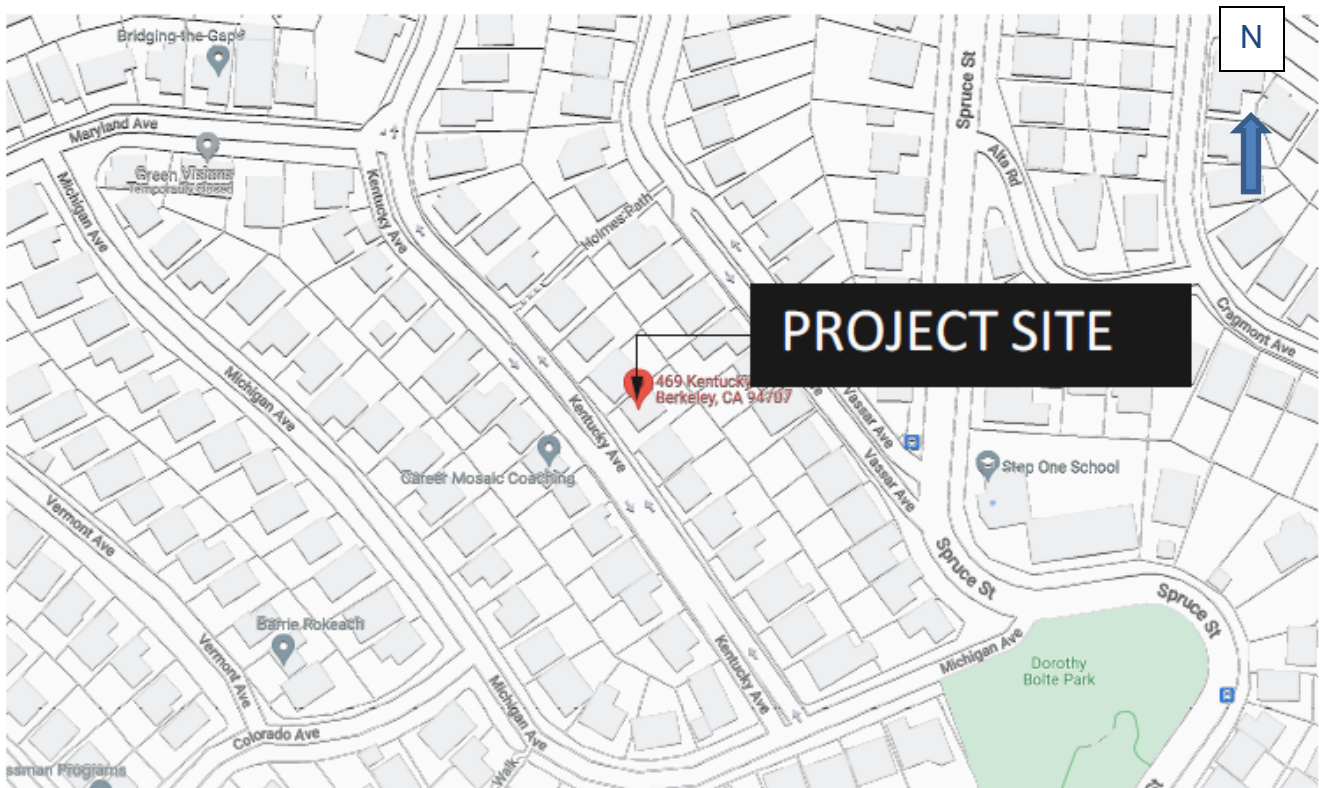 N
Bridging-the-Gaps
Spruce St
Maryland Ave
Alta Rd
Green Visions
Temporarily closed
Michigan Ave
Kentucky Ave
Holmes Path
PROJECT SITE
Cragmont Ave
469 Kentucky
Berkeley, CA 94707
Michigan Ave
Kentucky Ave
Vassar Ave
Vassar Ave
Step One School
Career Mosaic Coaching
Vermont Ave
Spruce St
Spruce St
Barrie Rokeach
Vermont Ave
Kentucky Ave
Michigan Ave
Dorothy
Bolte Park
Michigan Ave
Colorado Ave
Walk
ssman Programs